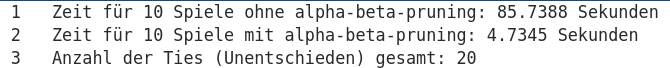 1 Zeit für 10 Spiele ohne alpha-beta-pruning: 85.7388 Sekunden
2 Zeit für 10 Spiele mit alpha-beta-pruning: 4.7345 Sekunden
3 Anzahl der Ties (Unentschieden) gesamt: 20